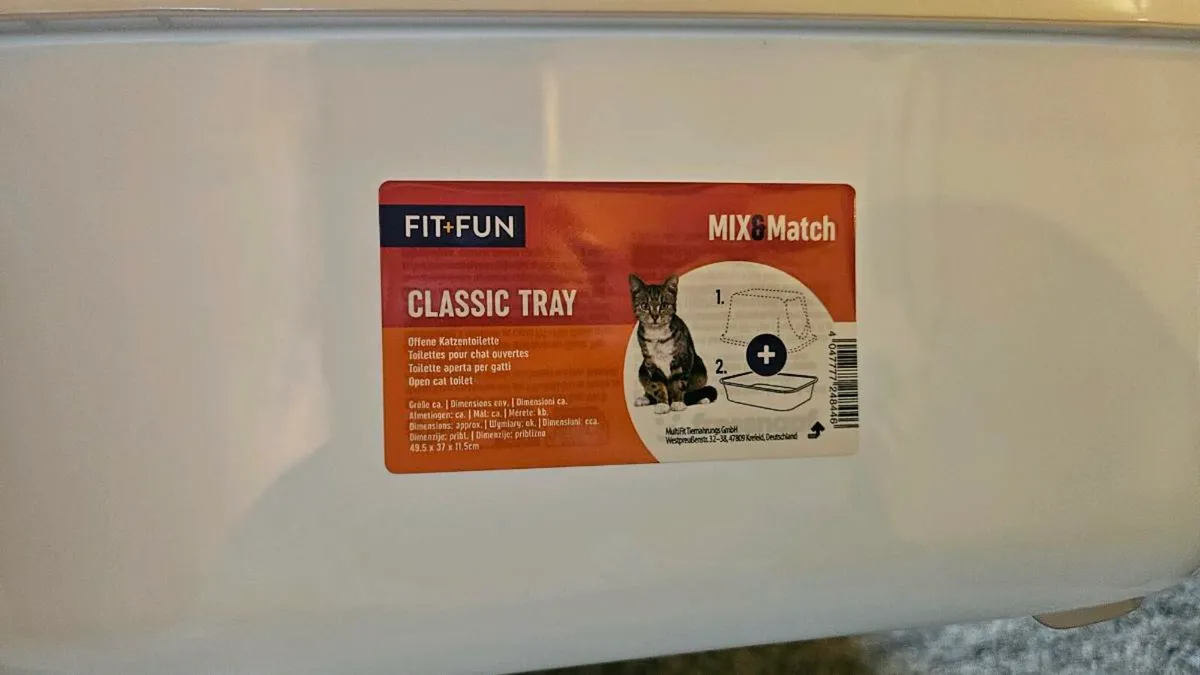 FIT+FUN
MIX&Match
CLASSIC TRAY
Offene Katzentoilette
Toilettes pour chat ouvertes
Toilette aperta per gatti
Open cat toilet
Größe ca. | Dimensions env. | Dimensioni ca.
Afmetingen: ca. | Mål: ca. | Mérete: kb.
Dimensions: approx. | Wymiary: ok. | Dimensiuni: cca.
Dimenzije: pribl. | Dimenzije: približno
49,5 x 37 x 11,5cm
1.
+
2.
MultiFit Tiernahrungs GmbH
Westpreußenstr. 32–38, 47809 Krefeld, Deutschland
4 047777 248446